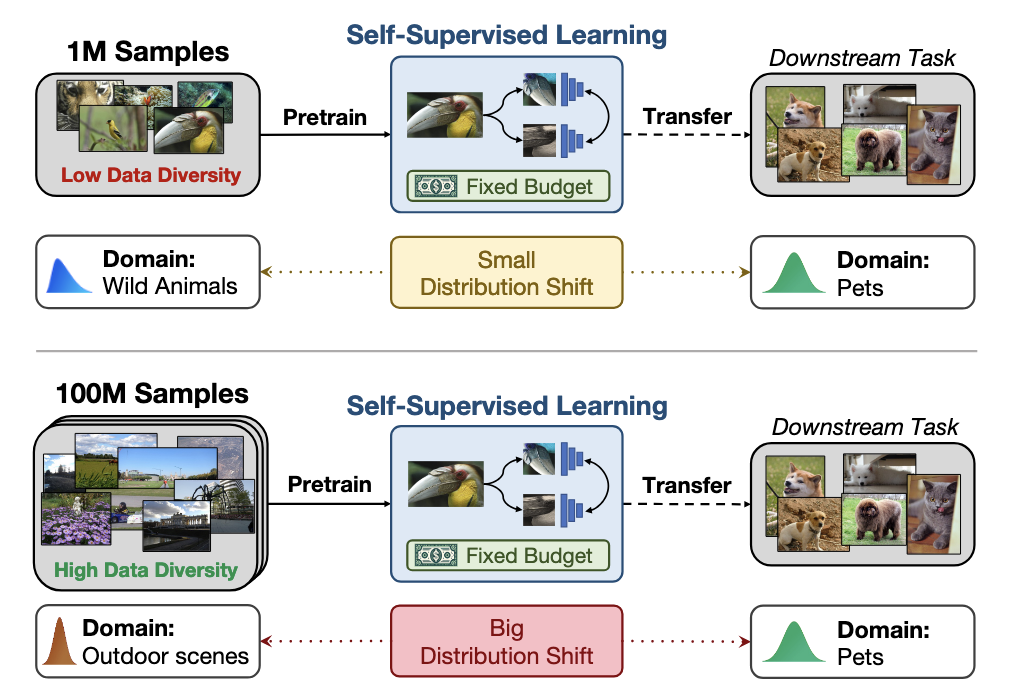 Self-Supervised Learning
1M Samples
Downstream Task
Pretrain
Transfer
Low Data Diversity
Fixed Budget
Domain:
Wild Animals
Small
Distribution Shift
Domain:
Pets
100M Samples
Self-Supervised Learning
Downstream Task
Pretrain
Transfer
High Data Diversity
Fixed Budget
Domain:
Outdoor scenes
Big
Distribution Shift
Domain:
Pets